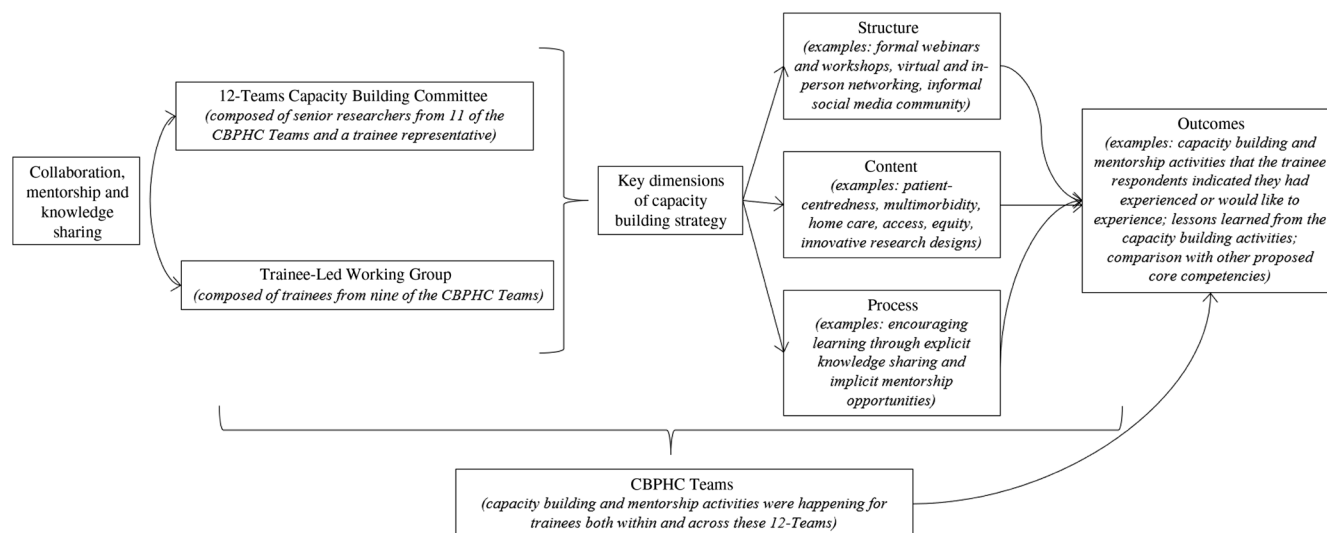 Collaboration,
mentorship and
knowledge
sharing
12-Teams Capacity Building Committee
(composed of senior researchers from 11 of the
CBPHC Teams and a trainee representative)
Trainee-Led Working Group
(composed of trainees from nine of the CBPHC Teams)
Key dimensions
of capacity
building strategy
Structure
(examples: formal webinars
and workshops, virtual and in-
person networking, informal
social media community)
Content
(examples: patient-
centredness, multimorbidity,
home care, access, equity,
innovative research designs)
Process
(examples: encouraging
learning through explicit
knowledge sharing and
implicit mentorship
opportunities)
Outcomes
(examples: capacity building and
mentorship activities that the trainee
respondents indicated they had
experienced or would like to
experience; lessons learned from the
capacity building activities;
comparison with other proposed
core competencies)
CBPHC Teams
(capacity building and mentorship activities were happening for
trainees both within and across these 12-Teams)